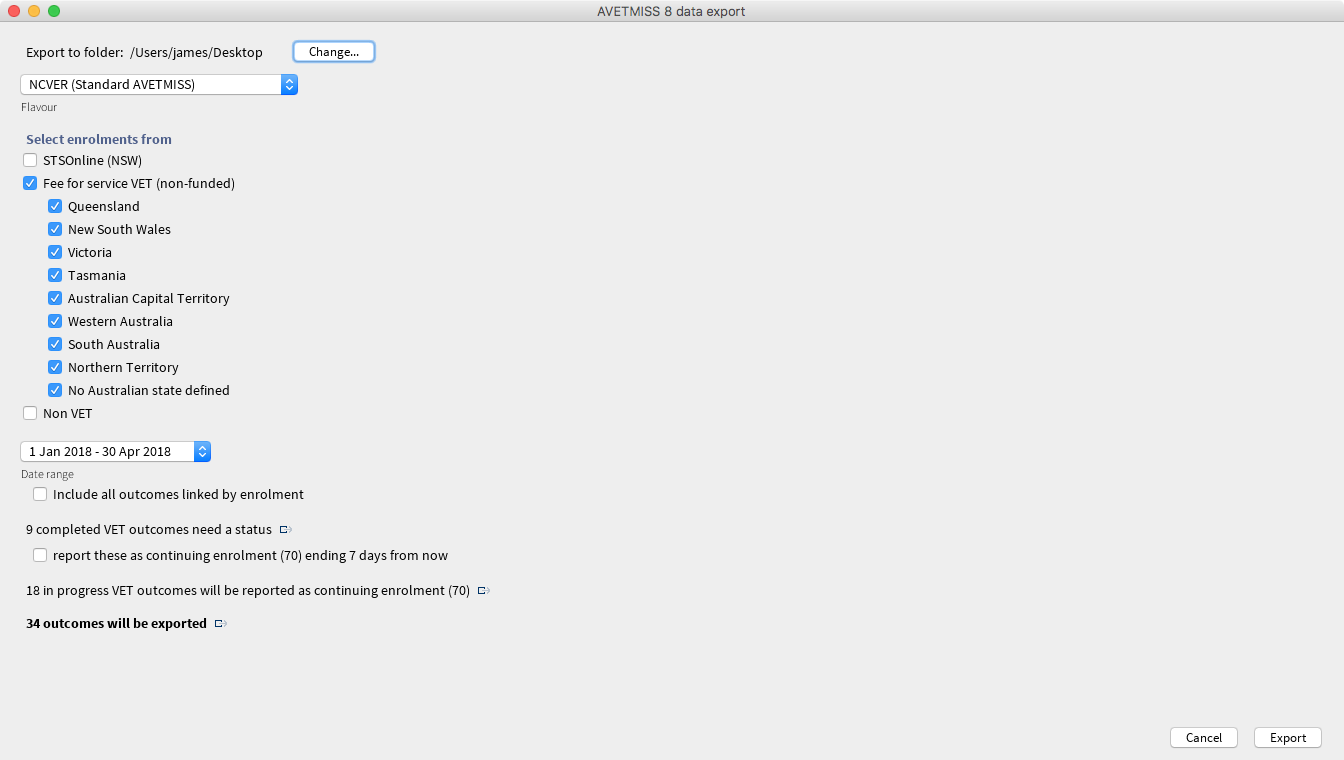 AVETMISS 8 data export
Export to folder: /Users/james/Desktop Change...
NCVER (Standard AVETMISS)
Flavour
Select enrolments from
STSOnline (NSW)
Fee for service VET (non-funded)
Queensland
New South Wales
Victoria
Tasmania
Australian Capital Territory
Western Australia
South Australia
Northern Territory
No Australian state defined
Non VET
1 Jan 2018 - 30 Apr 2018
Date range
Include all outcomes linked by enrolment
9 completed VET outcomes need a status
report these as continuing enrolment (70) ending 7 days from now
18 in progress VET outcomes will be reported as continuing enrolment (70)
34 outcomes will be exported
Cancel Export